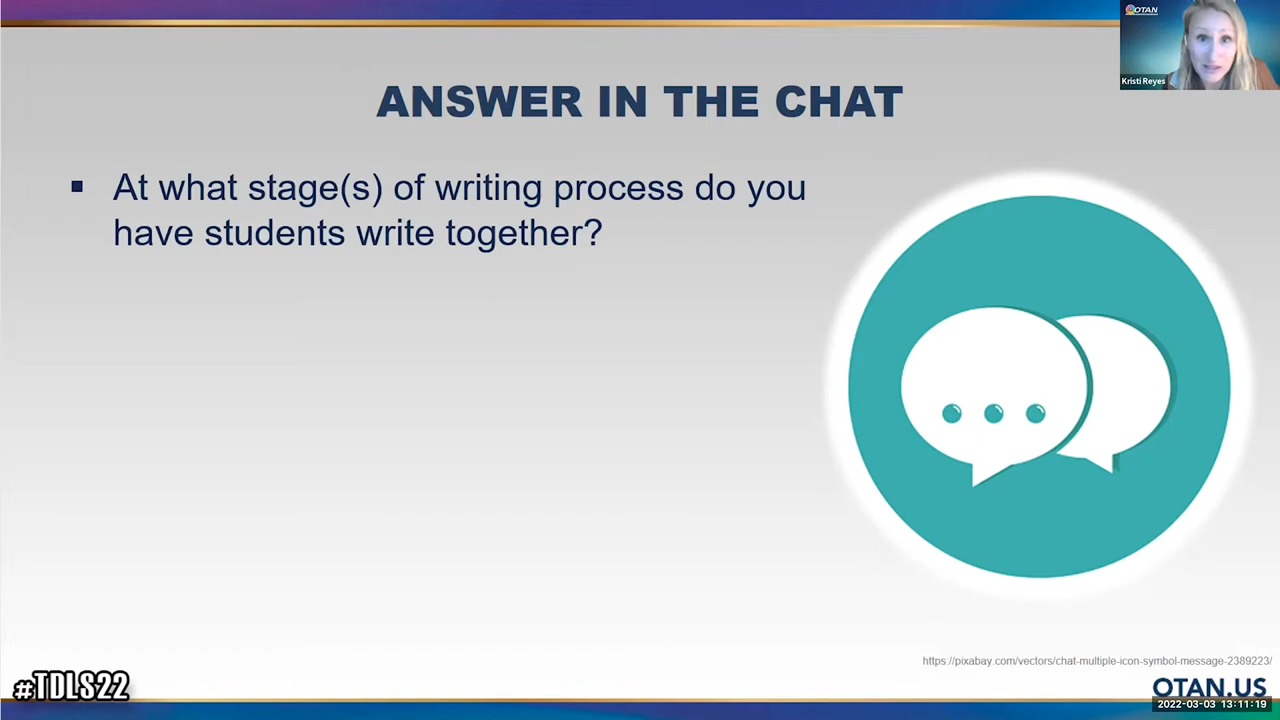 OTAN
Kristi Reyes
ANSWER IN THE CHAT
▪ At what stage(s) of writing process do you
have students write together?
https://pixabay.com/vectors/chat-multiple-icon-symbol-message-2389223/
#TDLS22
OTAN.US
2022-03-03 13:11:19